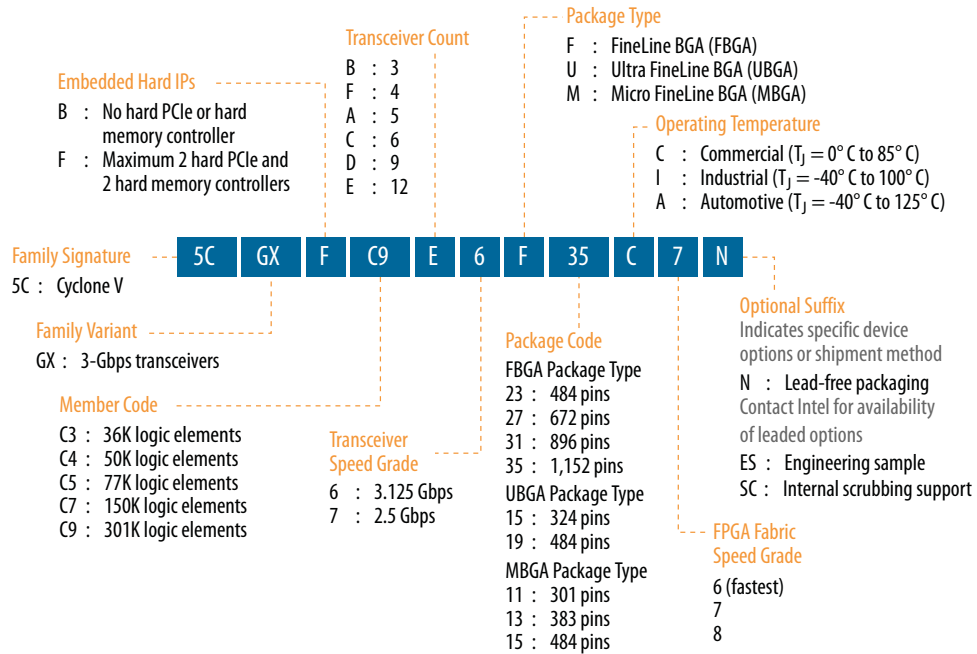 Package Type
F : FineLine BGA (FBGA)
U : Ultra FineLine BGA (UBGA)
M : Micro FineLine BGA (MBGA)
Transceiver Count
B : 3
F : 4
A : 5
C : 6
D : 9
E : 12
Embedded Hard IPs
B : No hard PCIe or hard
memory controller
F : Maximum 2 hard PCIe and
2 hard memory controllers
Operating Temperature
C : Commercial (TJ = 0° C to 85° C)
I : Industrial (TJ = -40° C to 100° C)
A : Automotive (TJ = -40° C to 125° C)
Family Signature
5C : Cyclone V
5C GX F C9 E 6 F 35 C 7 N
Family Variant
GX : 3-Gbps transceivers
Member Code
C3 : 36K logic elements
C4 : 50K logic elements
C5 : 77K logic elements
C7 : 150K logic elements
C9 : 301K logic elements
Transceiver
Speed Grade
6 : 3.125 Gbps
7 : 2.5 Gbps
Package Code
FBGA Package Type
23 : 484 pins
27 : 672 pins
31 : 896 pins
35 : 1,152 pins
UBGA Package Type
15 : 324 pins
19 : 484 pins
MBGA Package Type
11 : 301 pins
13 : 383 pins
15 : 484 pins
Optional Suffix
Indicates specific device
options or shipment method
N : Lead-free packaging
Contact Intel for availability
of leaded options
ES : Engineering sample
SC : Internal scrubbing support
FPGA Fabric
Speed Grade
6 (fastest)
7
8